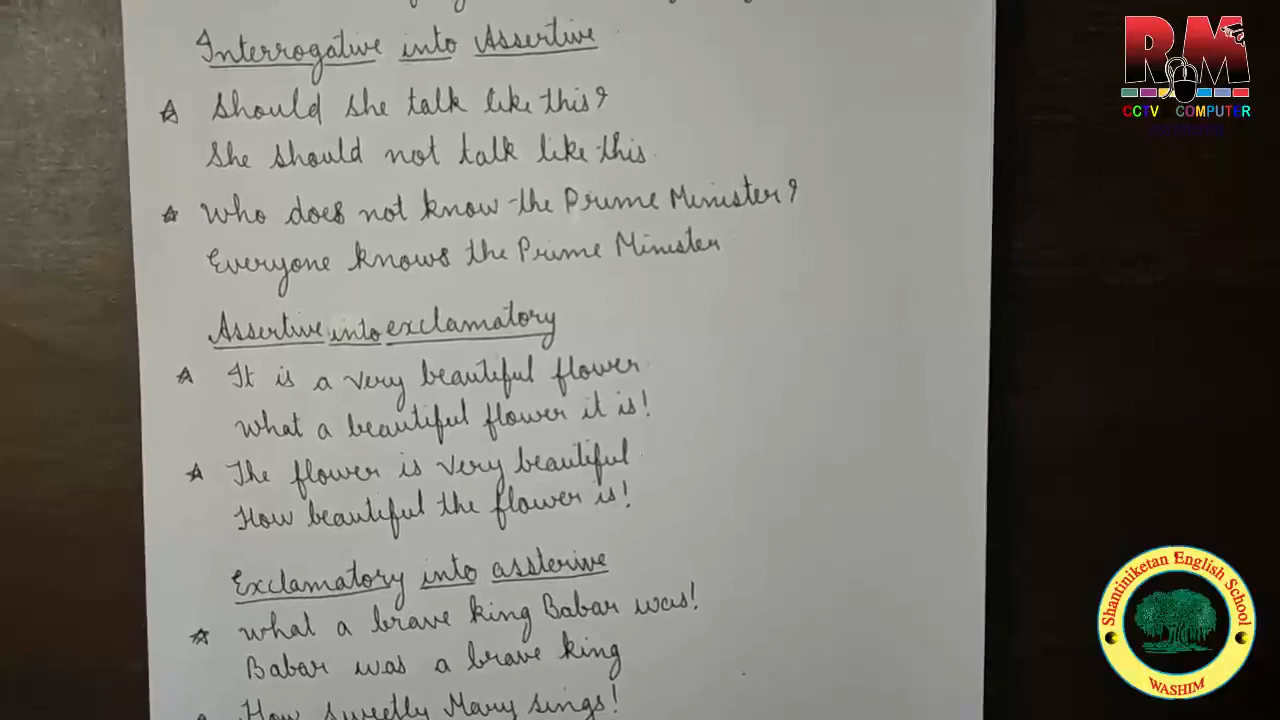 Interrogative into Assertive
☆ Should she talk like this?
She should not talk like this
☆ Who does not know the Prime Minister?
Everyone knows the Prime Minister
Assertive into exclamatory
☆ It is a very beautiful flower
What a beautiful flower it is!
☆ The flower is very beautiful
How beautiful the flower is!
Exclamatory into assterive
☆ What a brave king Babar was!
Babar was a brave king
☆ How sweetly Mary sings!
RM
CCTV COMPUTER
Shantiniketan English School
WASHIM